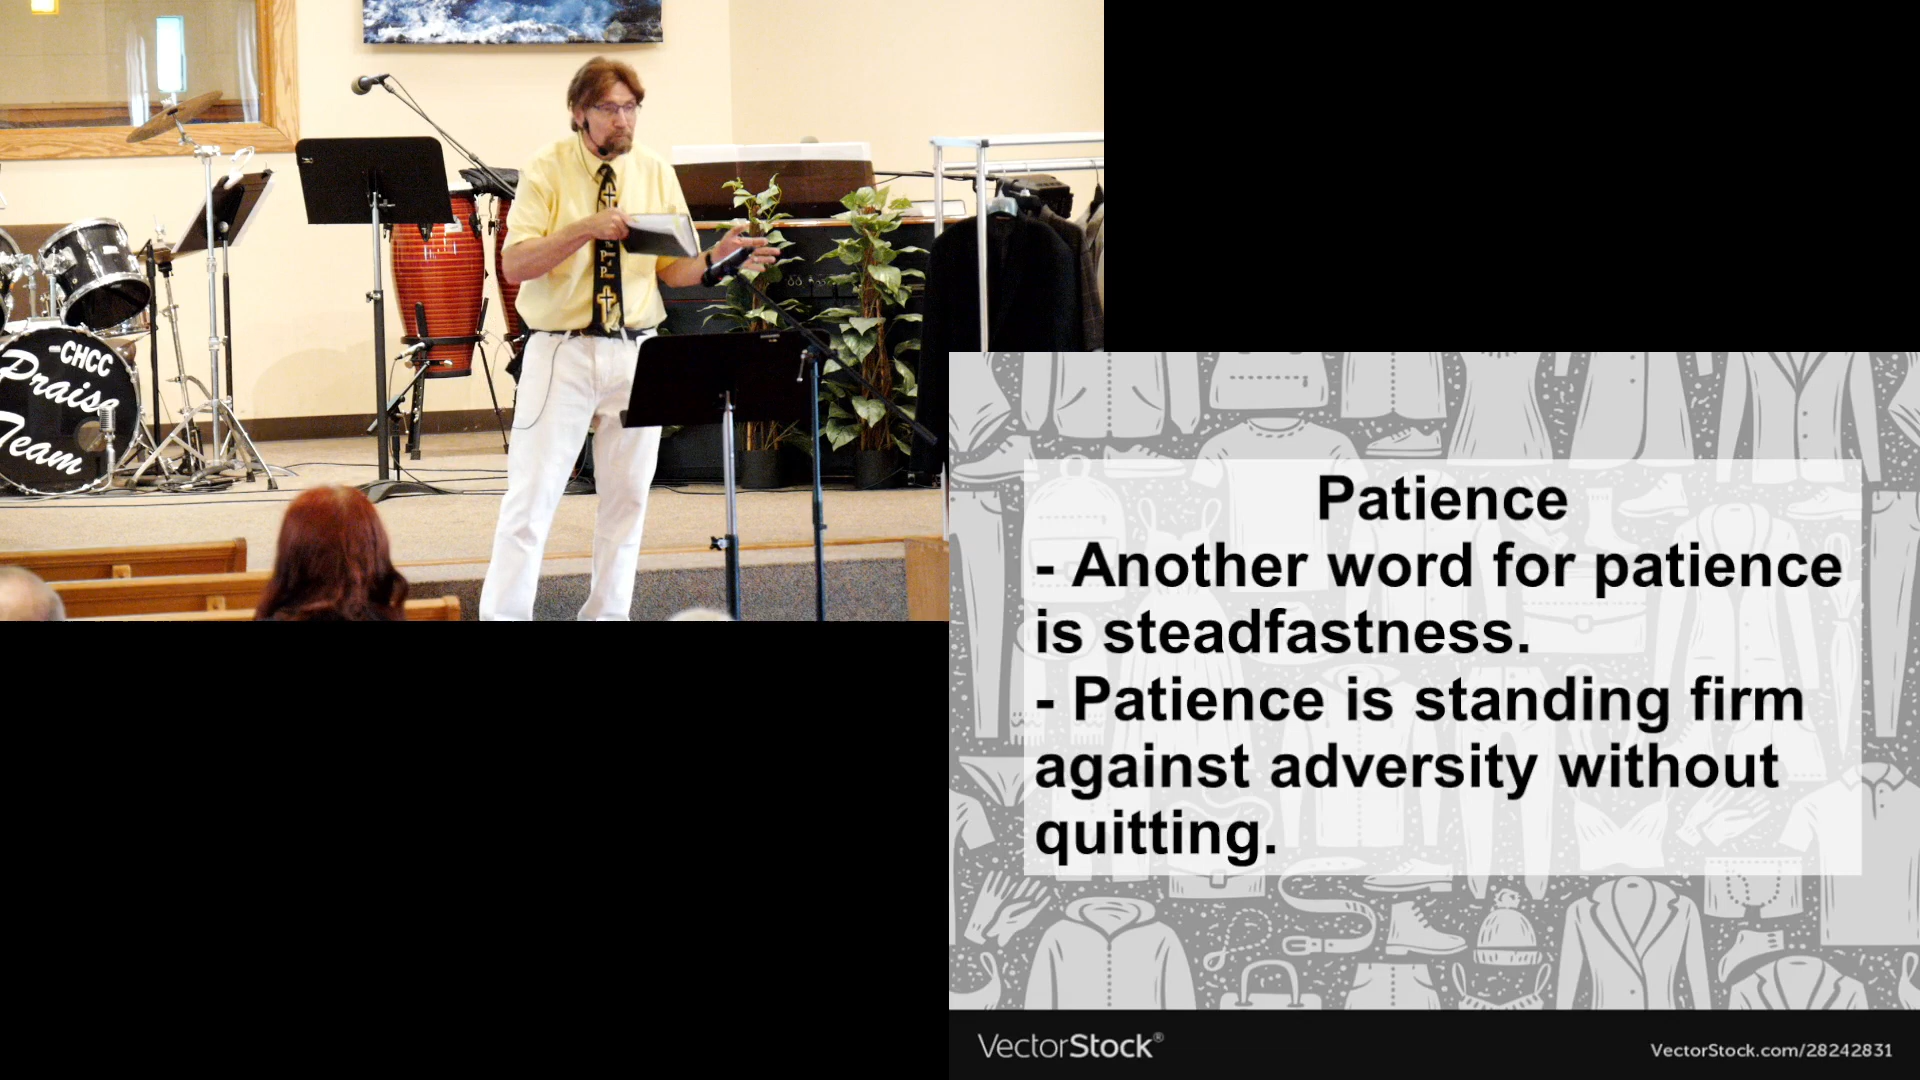 CHCC
Praise
Team
Patience
- Another word for patience
is steadfastness.
- Patience is standing firm
against adversity without
quitting.
VectorStock®
VectorStock.com/28242831